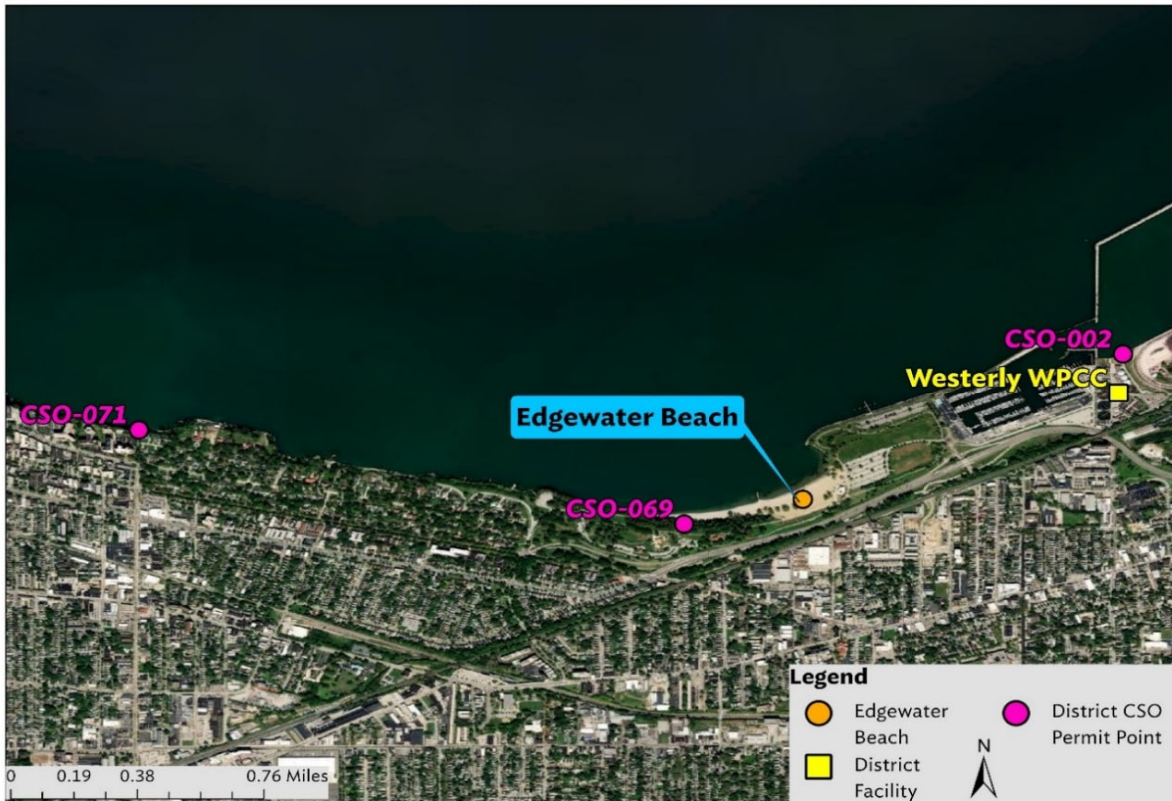 CSO-002
Westerly WPCC
CSO-071
Edgewater Beach
CSO-069
Legend
Edgewater
Beach
District CSO
Permit Point
District
Facility
N
0 0.19 0.38 0.76 Miles